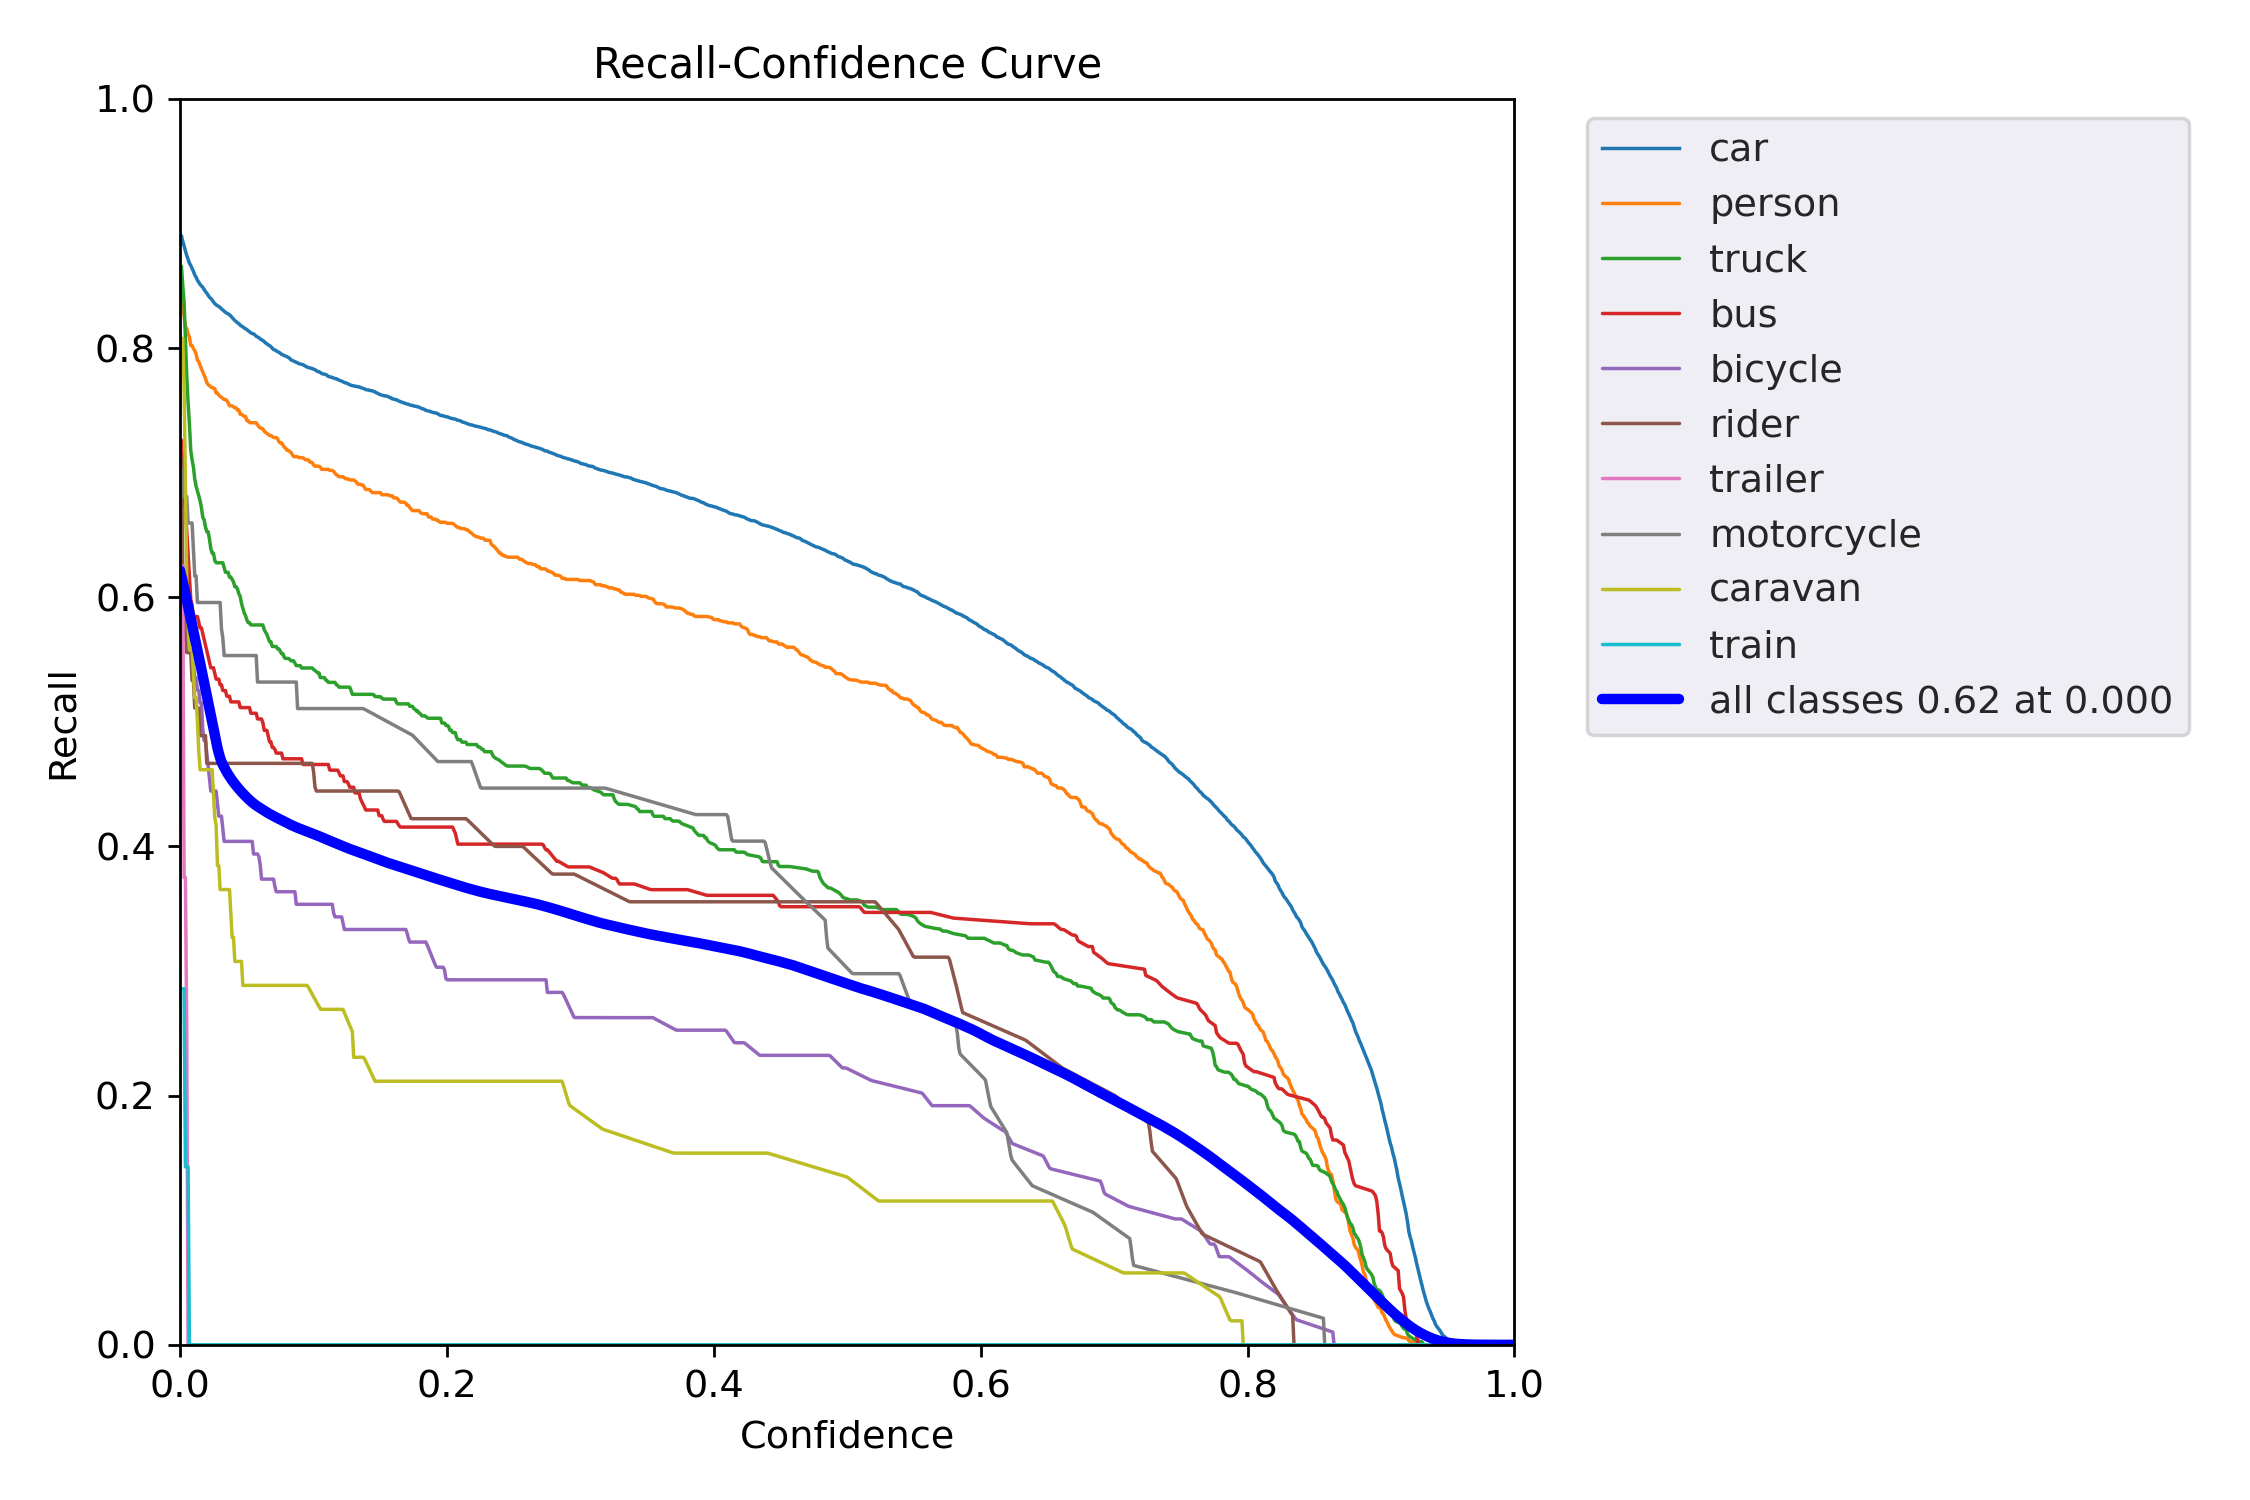 Recall-Confidence Curve
1.0
0.8
0.6
0.4
0.2
0.0
Recall
0.0 0.2 0.4 0.6 0.8 1.0
Confidence
car
person
truck
bus
bicycle
rider
trailer
motorcycle
caravan
train
all classes 0.62 at 0.000